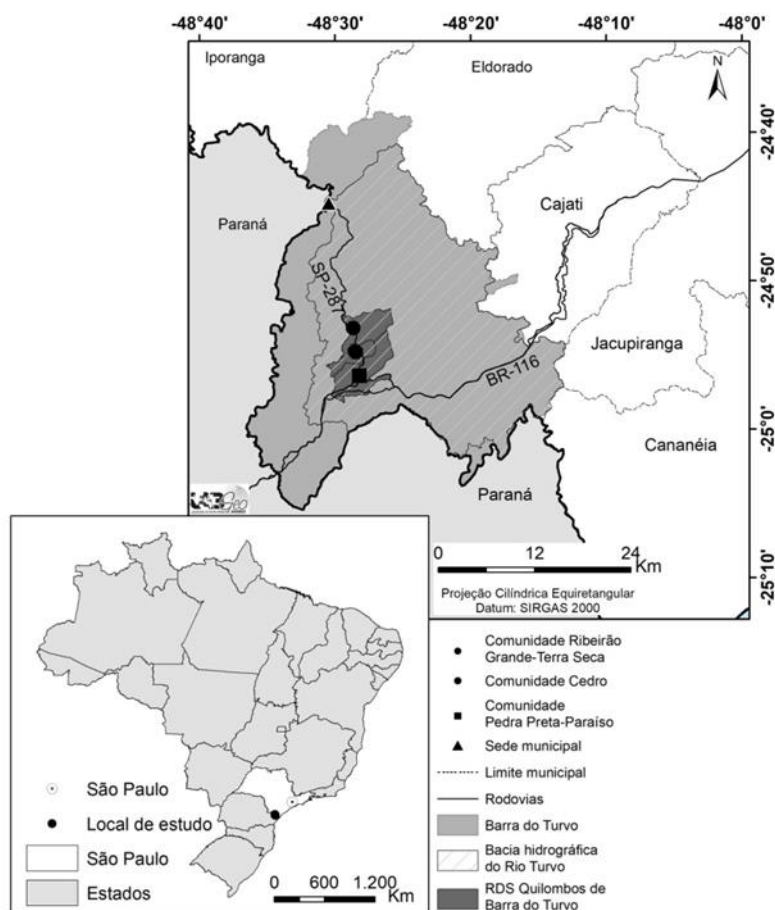 -48°40'
-48°30'
-48°20'
-48°10'
-48°0'
Iporanga
Eldorado
N
-24°40'
Paraná
Cajati
SP-281
-24°50'
Jacupiranga
BR-116
-25°0'
Cananéia
Paraná
0 12 24
Km
-25°10'
Projeção Cilíndrica Equiretangular
Datum: SIRGAS 2000
Comunidade Ribeirão
Grande-Terra Seca
Comunidade Cedro
Comunidade
Pedra Preta-Paraíso
Sede municipal
Limite municipal
Rodovias
Barra do Turvo
Bacia hidrográfica
do Rio Turvo
RDS Quilombos de
Barra do Turvo
São Paulo
Local de estudo
São Paulo
Estados
0 600 1.200
Km